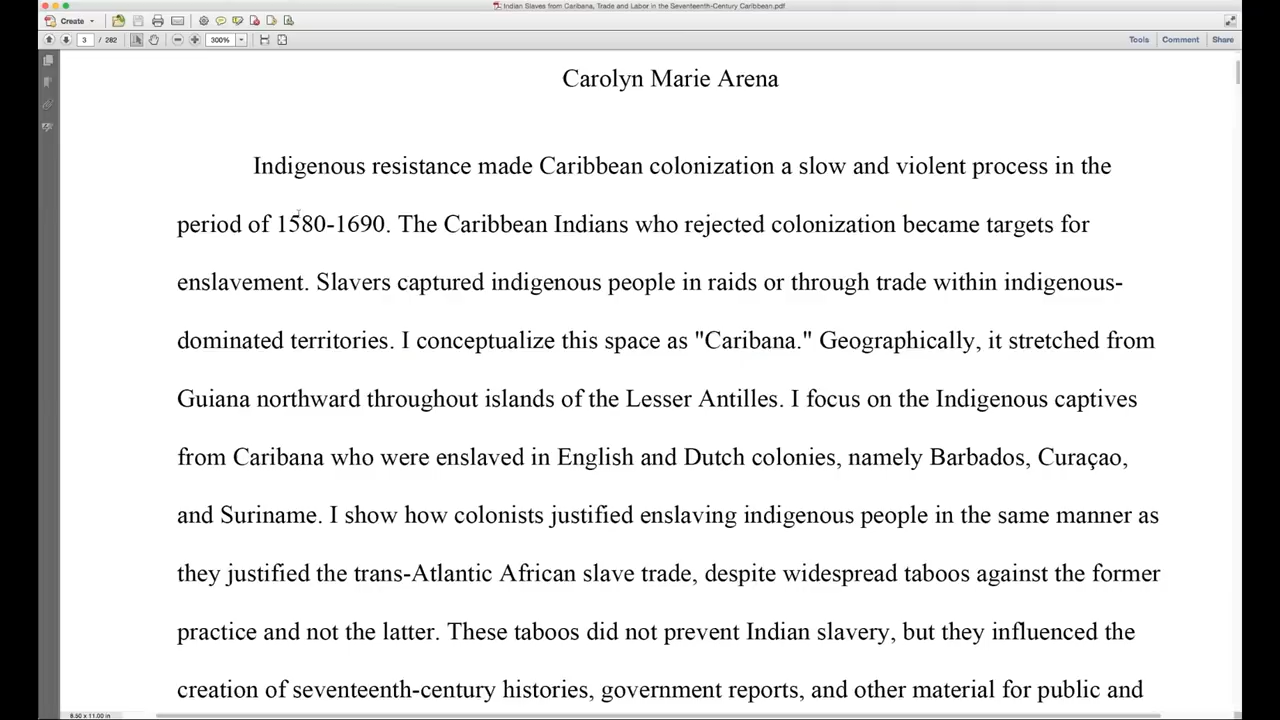 Indian Slaves from Caribana, Trade and Labor in the Seventeenth-Century Caribbean.pdf
Create
3 / 282
300%
Tools Comment Share
Carolyn Marie Arena
Indigenous resistance made Caribbean colonization a slow and violent process in the
period of 1580-1690. The Caribbean Indians who rejected colonization became targets for
enslavement. Slavers captured indigenous people in raids or through trade within indigenous-
dominated territories. I conceptualize this space as "Caribana." Geographically, it stretched from
Guiana northward throughout islands of the Lesser Antilles. I focus on the Indigenous captives
from Caribana who were enslaved in English and Dutch colonies, namely Barbados, Curaçao,
and Suriname. I show how colonists justified enslaving indigenous people in the same manner as
they justified the trans-Atlantic African slave trade, despite widespread taboos against the former
practice and not the latter. These taboos did not prevent Indian slavery, but they influenced the
creation of seventeenth-century histories, government reports, and other material for public and
8.50 x 11.00 in